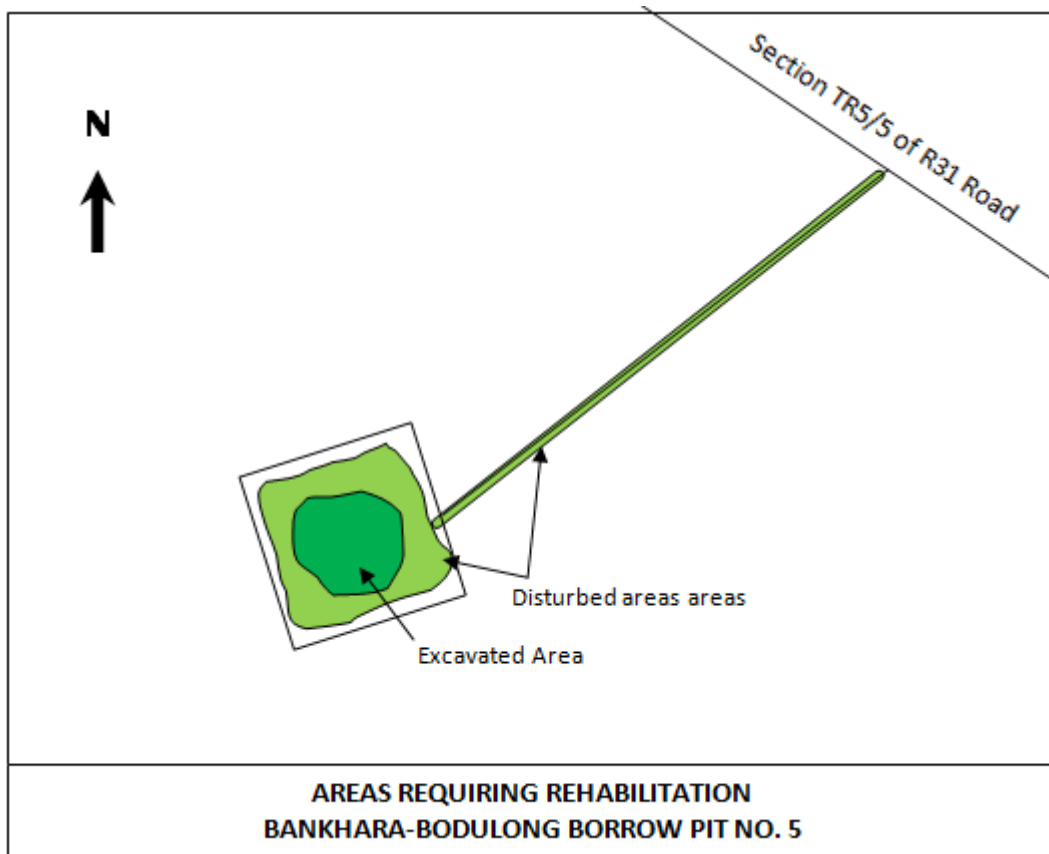 Section TR5/5 of R31 Road
N
Disturbed areas areas
Excavated Area
AREAS REQUIRING REHABILITATION
BANKHARA-BODULONG BORROW PIT NO. 5